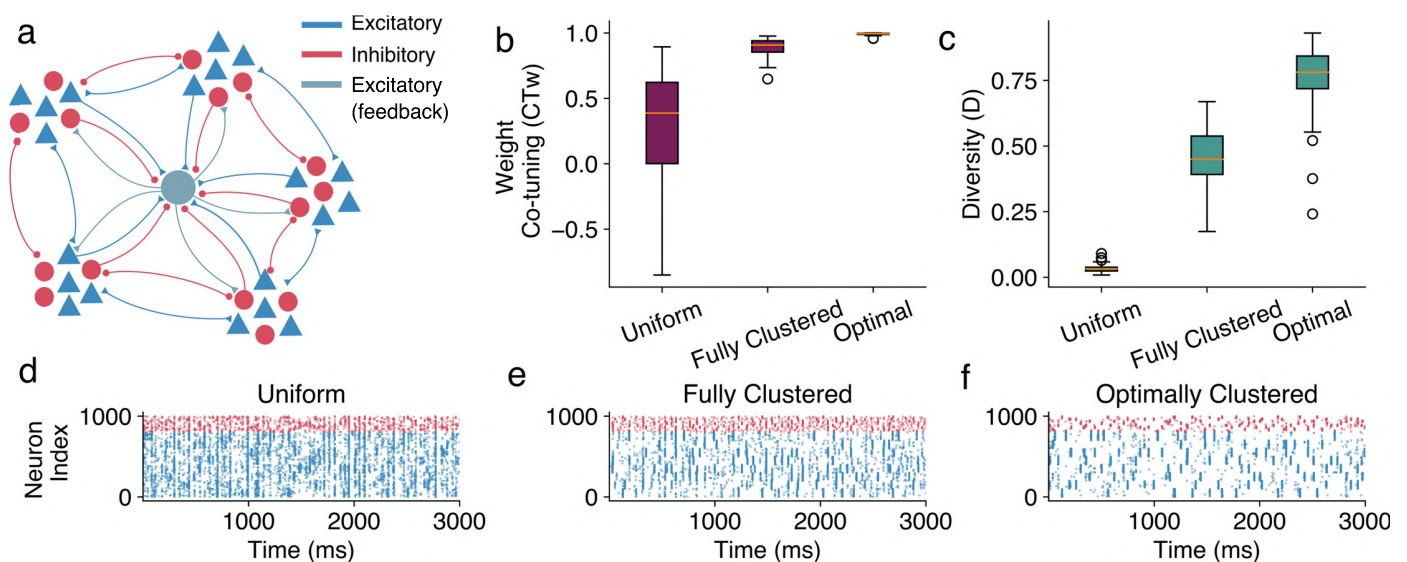 a
Excitatory
Inhibitory
Excitatory
(feedback)
b
Weight
Co-tuning (CTw)
1.0
0.5
0.0
−0.5
Uniform
Fully Clustered
Optimal
c
Diversity (D)
0.75
0.50
0.25
0.00
Uniform
Fully Clustered
Optimal
d
Uniform
Neuron
Index
1000
0
1000
2000
3000
Time (ms)
e
Fully Clustered
1000
0
1000
2000
3000
Time (ms)
f
Optimally Clustered
1000
0
1000
2000
3000
Time (ms)